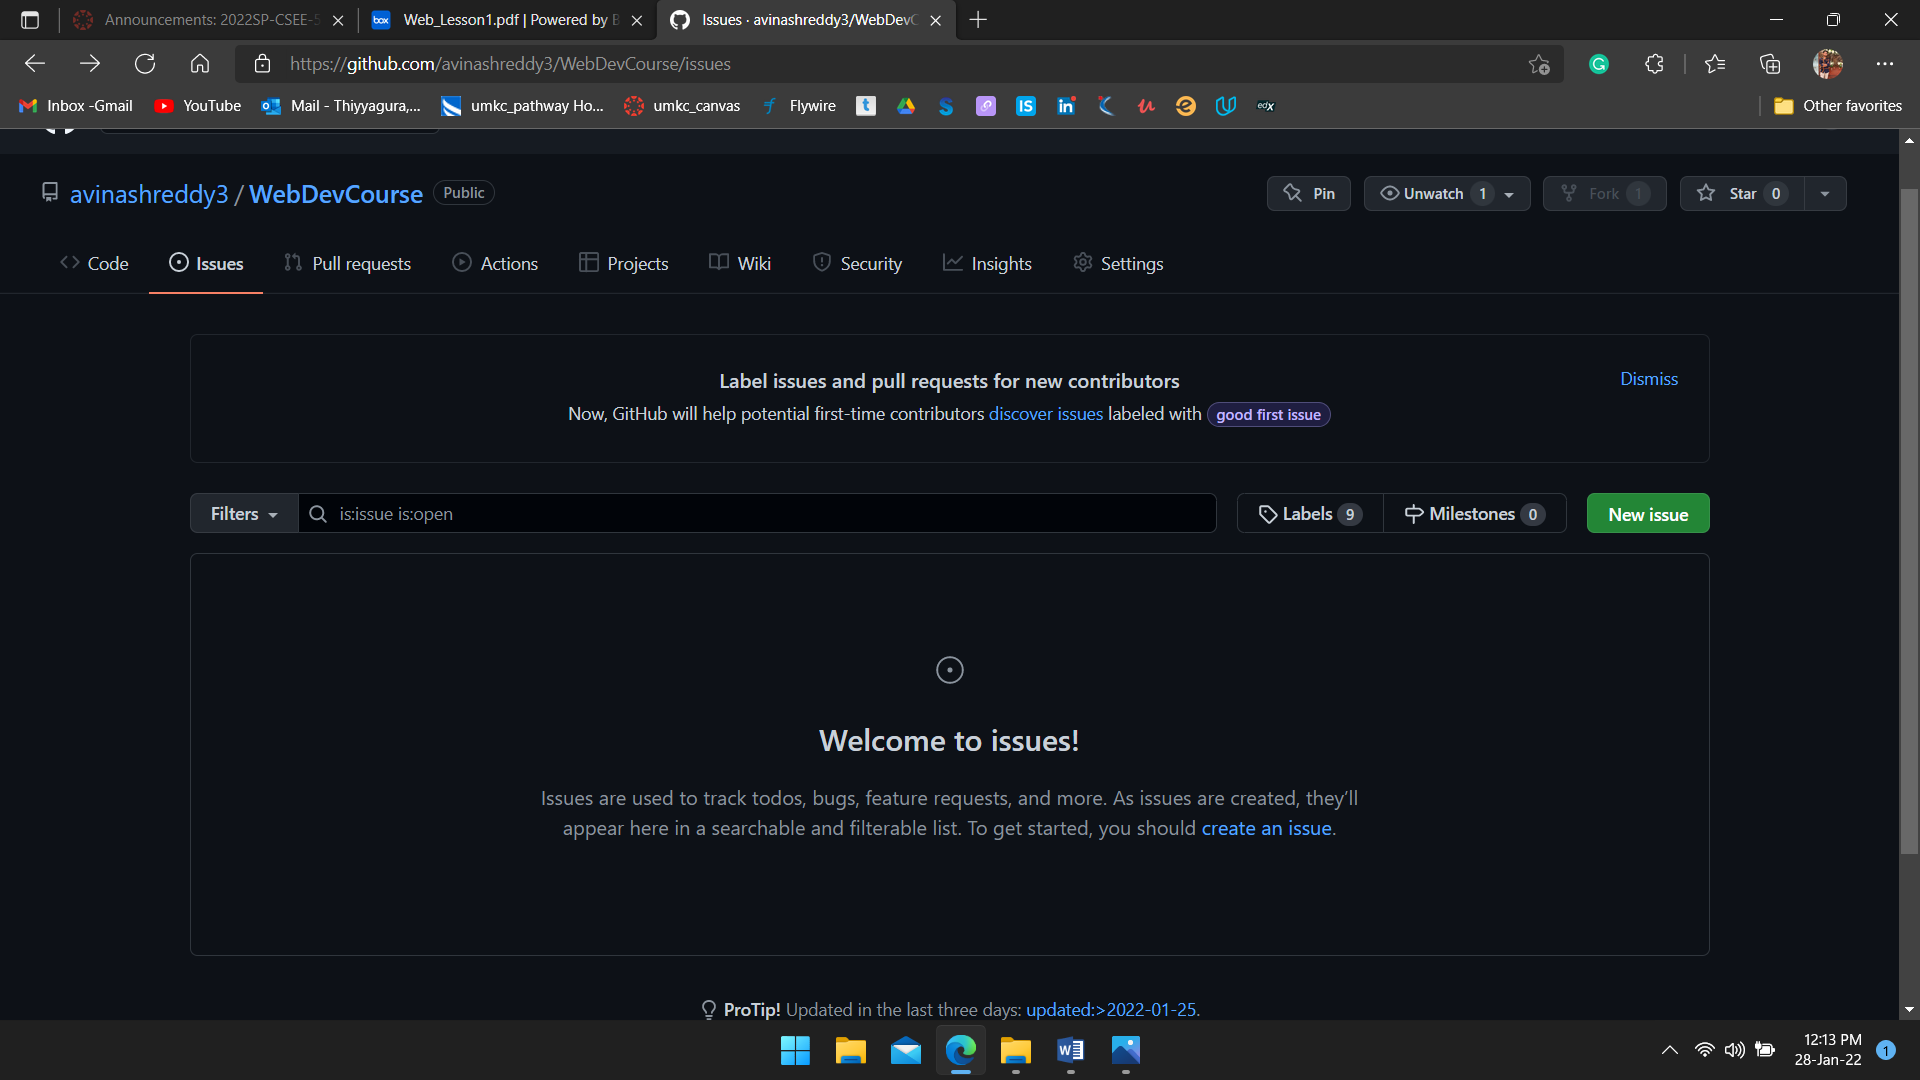 Announcements: 2022SP-CSEE-5
Web_Lesson1.pdf | Powered by B
Issues · avinashreddy3/WebDevC
https://github.com/avinashreddy3/WebDevCourse/issues
Inbox -Gmail
YouTube
Mail - Thiyyagura,...
umkc_pathway Ho...
umkc_canvas
Flywire
Other favorites
avinashreddy3 / WebDevCourse Public
Pin
Unwatch 1
Fork 1
Star 0
Code
Issues
Pull requests
Actions
Projects
Wiki
Security
Insights
Settings
Label issues and pull requests for new contributors
Dismiss
Now, GitHub will help potential first-time contributors discover issues labeled with good first issue
Filters
is:issue is:open
Labels 9
Milestones 0
New issue
Welcome to issues!
Issues are used to track todos, bugs, feature requests, and more. As issues are created, they’ll
appear here in a searchable and filterable list. To get started, you should create an issue.
ProTip! Updated in the last three days: updated:>2022-01-25.
12:13 PM
28-Jan-22
1